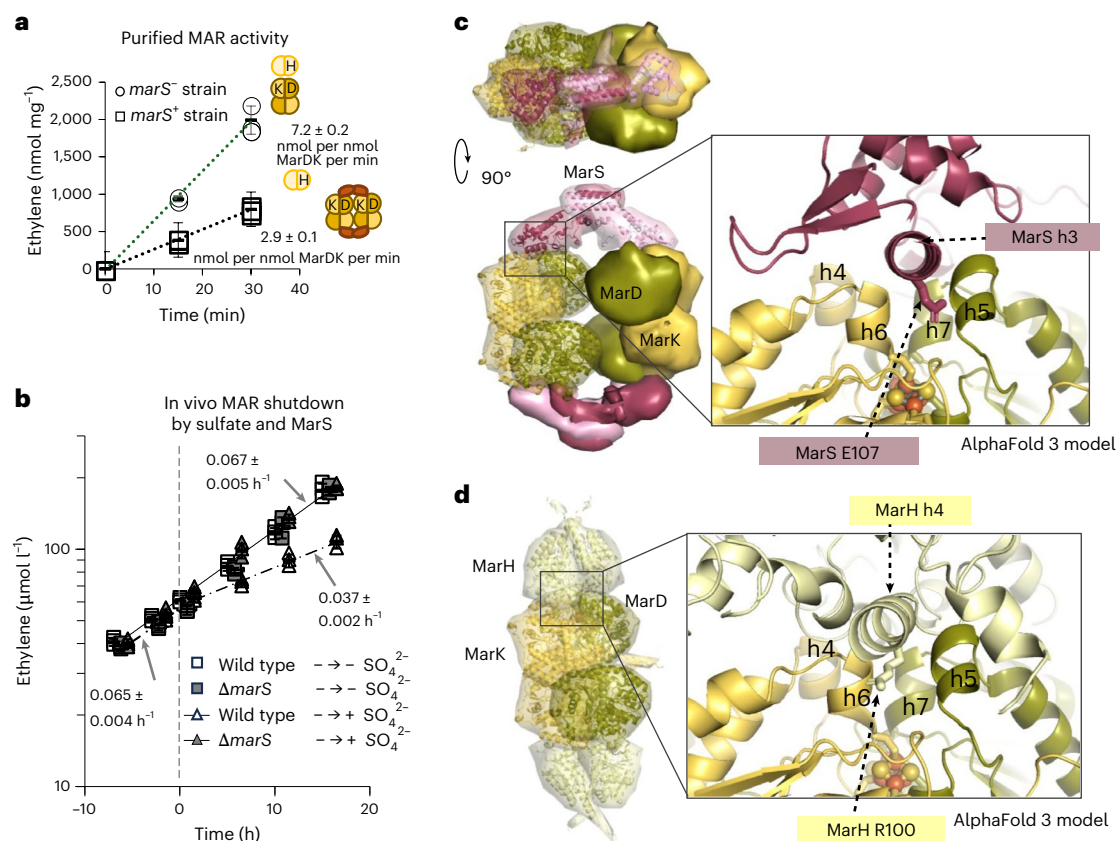 a
Purified MAR activity
Ethylene (nmol mg⁻¹)
2,500
2,000
1,500
1,000
500
0
0 10 20 30 40
Time (min)
marS⁻ strain
marS⁺ strain
H
K D
7.2 ± 0.2
nmol per nmol
MarDK per min
H
K D K D
2.9 ± 0.1
nmol per nmol MarDK per min
b
In vivo MAR shutdown
by sulfate and MarS
Ethylene (µmol l⁻¹)
100
10
−10 0 10 20
Time (h)
0.067 ±
0.005 h⁻¹
0.037 ±
0.002 h⁻¹
0.065 ±
0.004 h⁻¹
Wild type − → − SO₄²⁻
ΔmarS − → − SO₄²⁻
Wild type − → + SO₄²⁻
ΔmarS − → + SO₄²⁻
c
90°
MarS
MarD
MarK
MarS h3
h4
h6
h7
h5
MarS E107
AlphaFold 3 model
d
MarH
MarD
MarK
MarH h4
h4
h6
h7
h5
MarH R100
AlphaFold 3 model